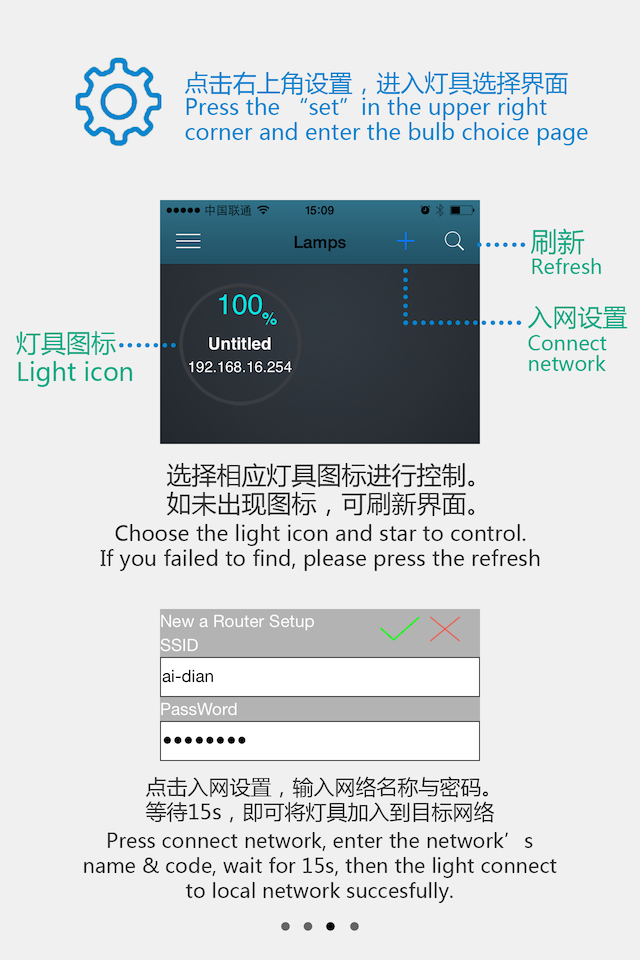 点击右上角设置，进入灯具选择界面
Press the “set” in the upper right
corner and enter the bulb choice page
中国联通
15:09
Lamps
刷新
Refresh
入网设置
Connect
network
灯具图标
Light icon
100%
Untitled
192.168.16.254
选择相应灯具图标进行控制。
如未出现图标，可刷新界面。
Choose the light icon and star to control.
If you failed to find, please press the refresh
New a Router Setup
SSID
ai-dian
PassWord
点击入网设置，输入网络名称与密码。
等待15s，即可将灯具加入到目标网络
Press connect network, enter the network’s
name & code, wait for 15s, then the light connect
to local network succesfully.